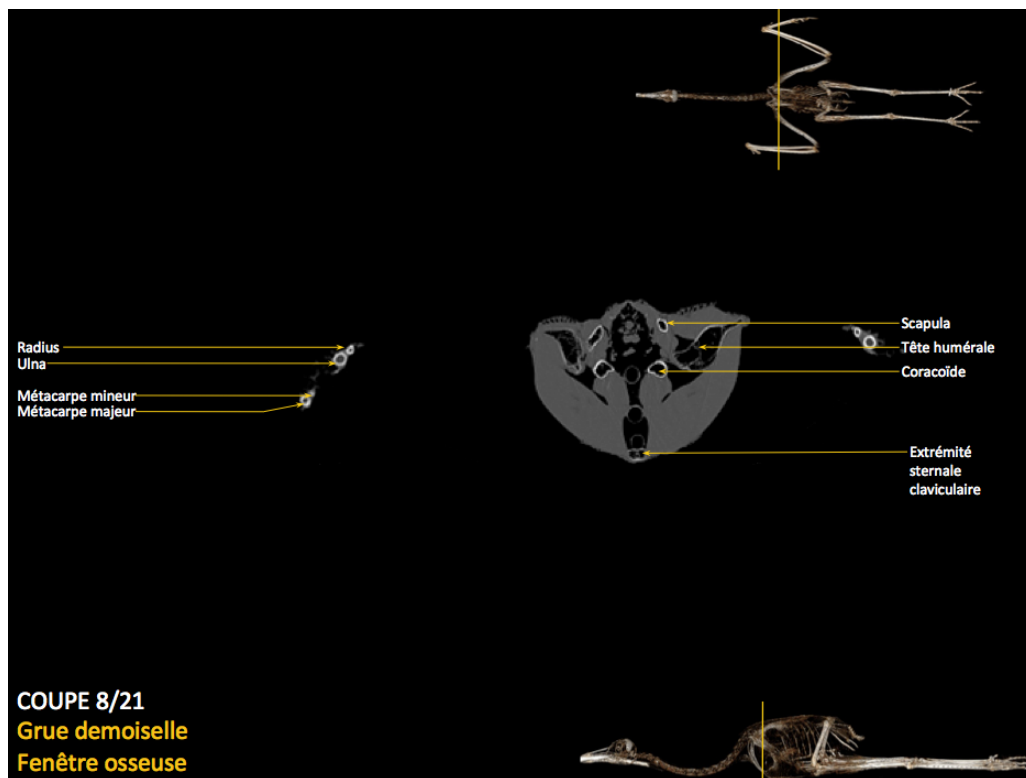 Radius
Ulna
Métacarpe mineur
Métacarpe majeur
Scapula
Tête humérale
Coracoïde
Extrémité
sternale
claviculaire
COUPE 8/21
Grue demoiselle
Fenêtre osseuse